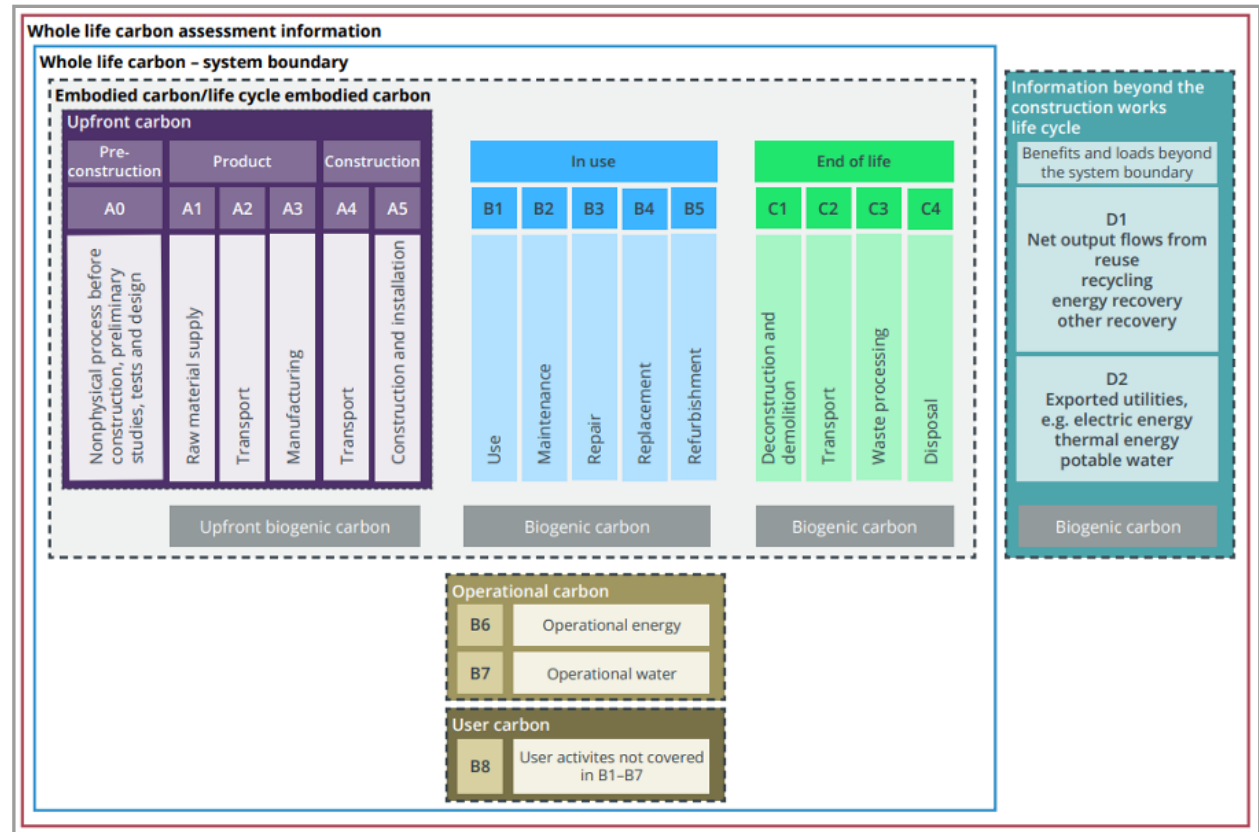 Whole life carbon assessment information
Whole life carbon – system boundary
Embodied carbon/life cycle embodied carbon
Upfront carbon
Pre-
construction
Product
Construction
A0
A1
A2
A3
A4
A5
Nonphysical process before
construction, preliminary
studies, tests and design
Raw material supply
Transport
Manufacturing
Transport
Construction and installation
Upfront biogenic carbon
In use
B1
B2
B3
B4
B5
Use
Maintenance
Repair
Replacement
Refurbishment
Biogenic carbon
End of life
C1
C2
C3
C4
Deconstruction and
demolition
Transport
Waste processing
Disposal
Biogenic carbon
Operational carbon
B6
Operational energy
B7
Operational water
User carbon
B8
User activites not covered
in B1–B7
Information beyond the
construction works
life cycle
Benefits and loads beyond
the system boundary
D1
Net output flows from
reuse
recycling
energy recovery
other recovery
D2
Exported utilities,
e.g. electric energy
thermal energy
potable water
Biogenic carbon